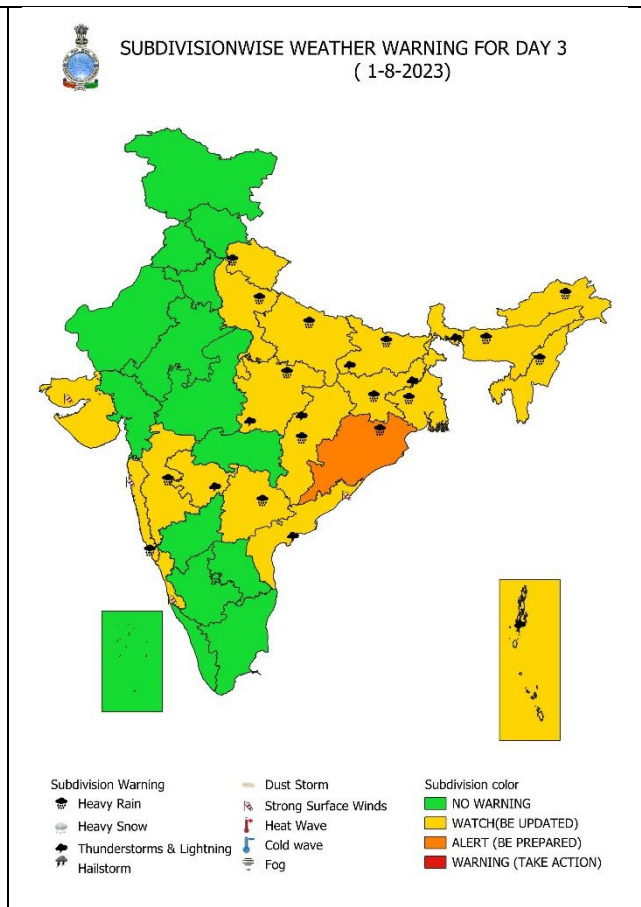 SUBDIVISIONWISE WEATHER WARNING FOR DAY 3
( 1-8-2023)
Subdivision Warning
Heavy Rain
Heavy Snow
Thunderstorms & Lightning
Hailstorm
Dust Storm
Strong Surface Winds
Heat Wave
Cold wave
Fog
Subdivision color
NO WARNING
WATCH(BE UPDATED)
ALERT (BE PREPARED)
WARNING (TAKE ACTION)